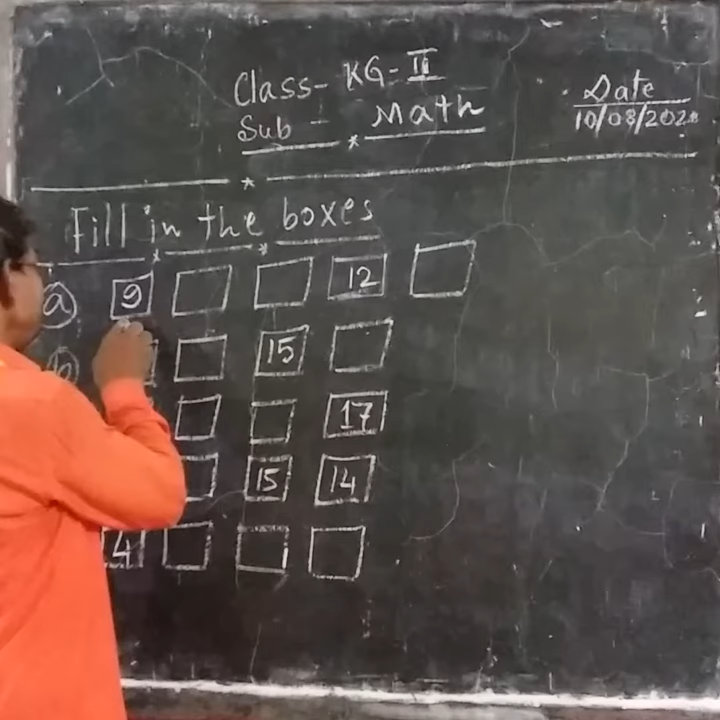 Class- KG-II
Sub - Math
Date
10/08/202
Fill in the boxes
a 9 12
b 15
17
15 14
4